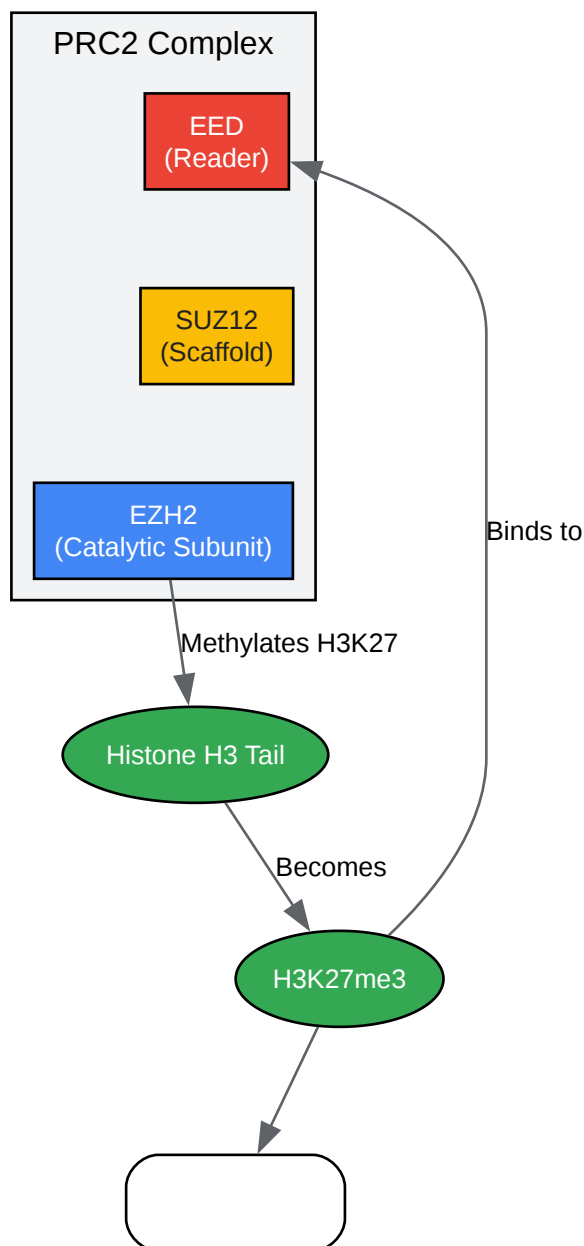 PRC2 Complex
EED
(Reader)
SUZ12
(Scaffold)
EZH2
(Catalytic Subunit)
Binds to
Methylates H3K27
Histone H3 Tail
Becomes
H3K27me3